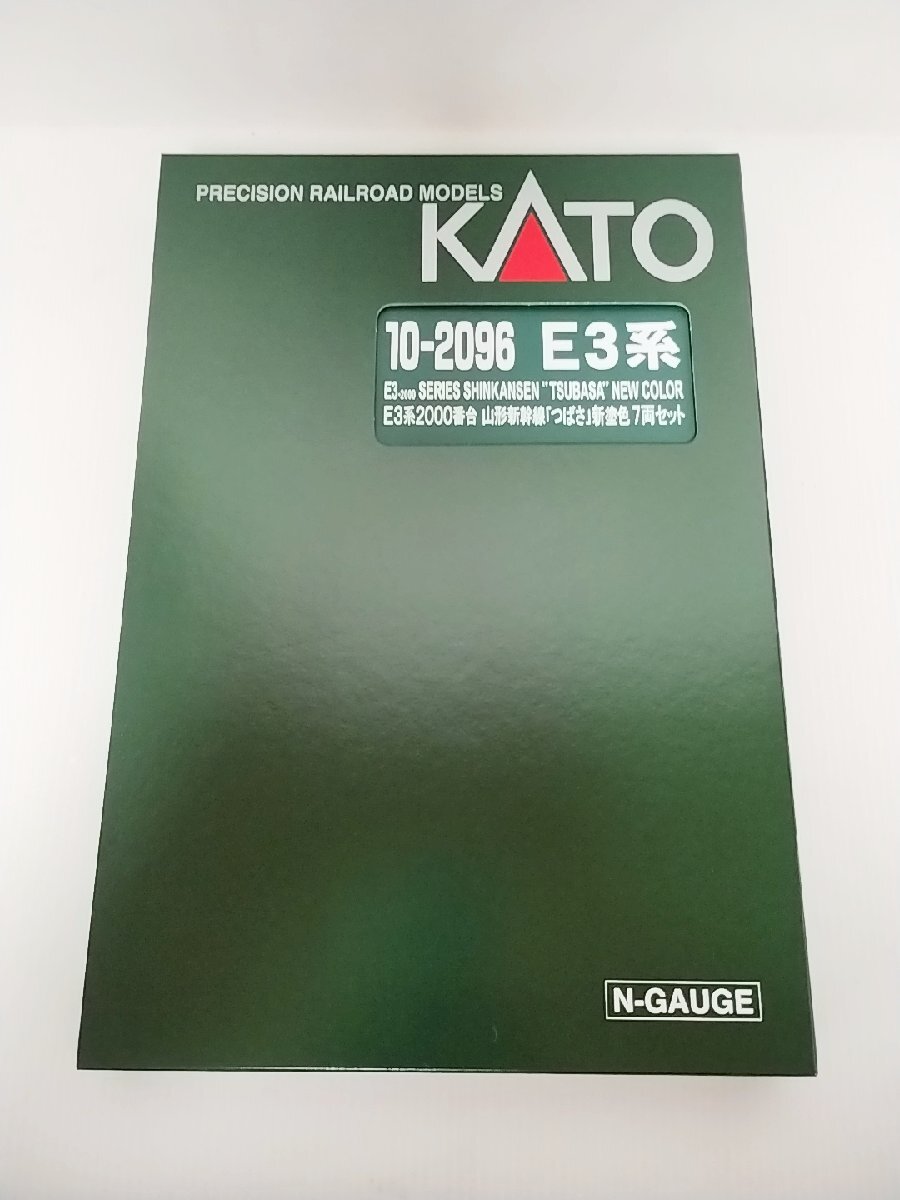 PRECISION RAILROAD MODELS
KATO
10-2096 E3系
E3-2000 SERIES SHINKANSEN "TSUBASA" NEW COLOR
E3系2000番台 山形新幹線「つばさ」新塗色 7両セット
N-GAUGE